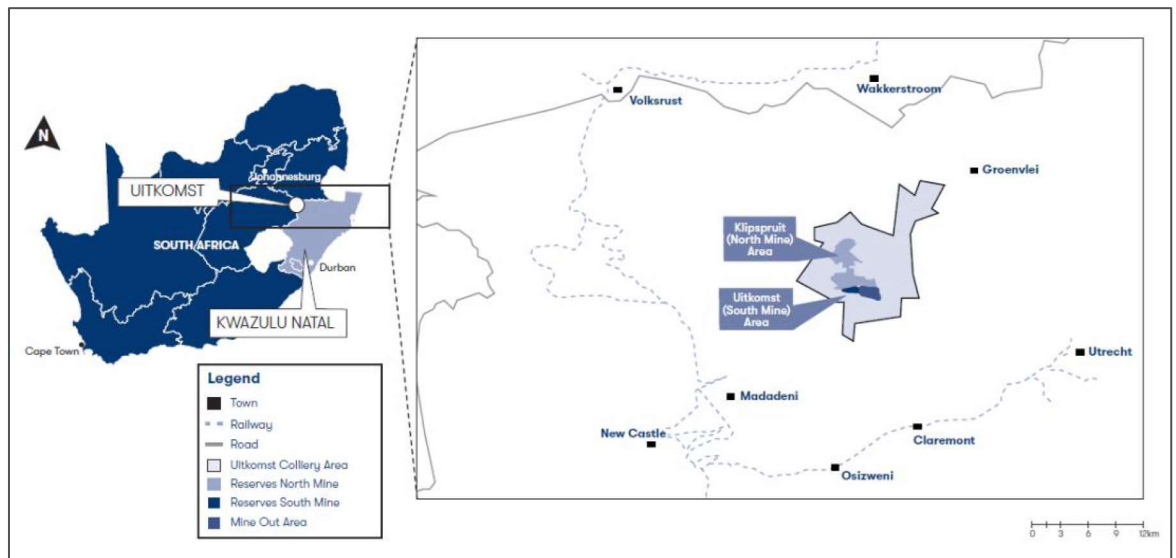 N
UITKOMST
Johannesburg
SOUTH AFRICA
Durban
KWAZULU NATAL
Cape Town
Legend
Town
Railway
Road
Uitkomst Colliery Area
Reserves North Mine
Reserves South Mine
Mine Out Area
Volksrust
Wakkerstroom
Groenvlei
Klipspruit
(North Mine)
Area
Uitkomst
(South Mine)
Area
Utrecht
Madadeni
New Castle
Claremont
Osizweni
0 3 6 9 12km